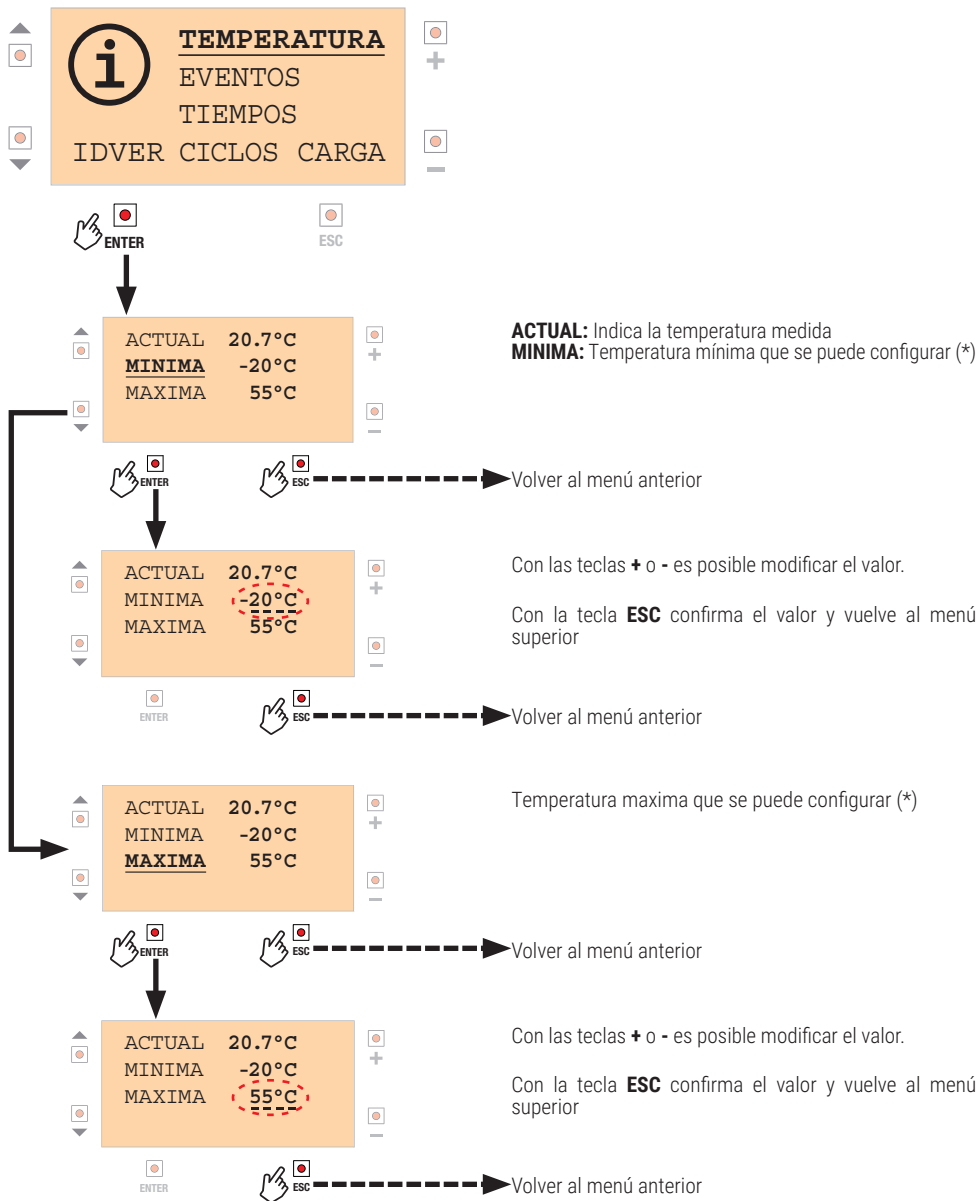 TEMPERATURA
EVENTOS
TIEMPOS
IDVER CICLOS CARGA
+
-
ENTER
ESC
ACTUAL 20.7°C
MINIMA -20°C
MAXIMA 55°C
+
-
ACTUAL: Indica la temperatura medida
MINIMA: Temperatura mínima que se puede configurar (*)
ENTER
ESC
Volver al menú anterior
ACTUAL 20.7°C
MINIMA -20°C
MAXIMA 55°C
+
-
Con las teclas + o - es posible modificar el valor.
Con la tecla ESC confirma el valor y vuelve al menú
superior
ENTER
ESC
Volver al menú anterior
ACTUAL 20.7°C
MINIMA -20°C
MAXIMA 55°C
+
-
Temperatura maxima que se puede configurar (*)
ENTER
ESC
Volver al menú anterior
ACTUAL 20.7°C
MINIMA -20°C
MAXIMA 55°C
+
-
Con las teclas + o - es posible modificar el valor.
Con la tecla ESC confirma el valor y vuelve al menú
superior
ENTER
ESC
Volver al menú anterior